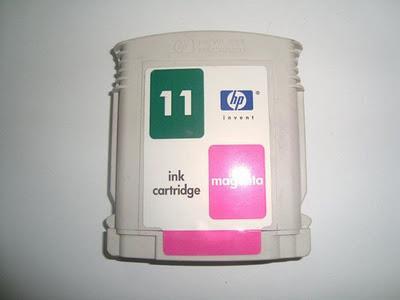 11
hp
invent
ink
cartridge
magenta